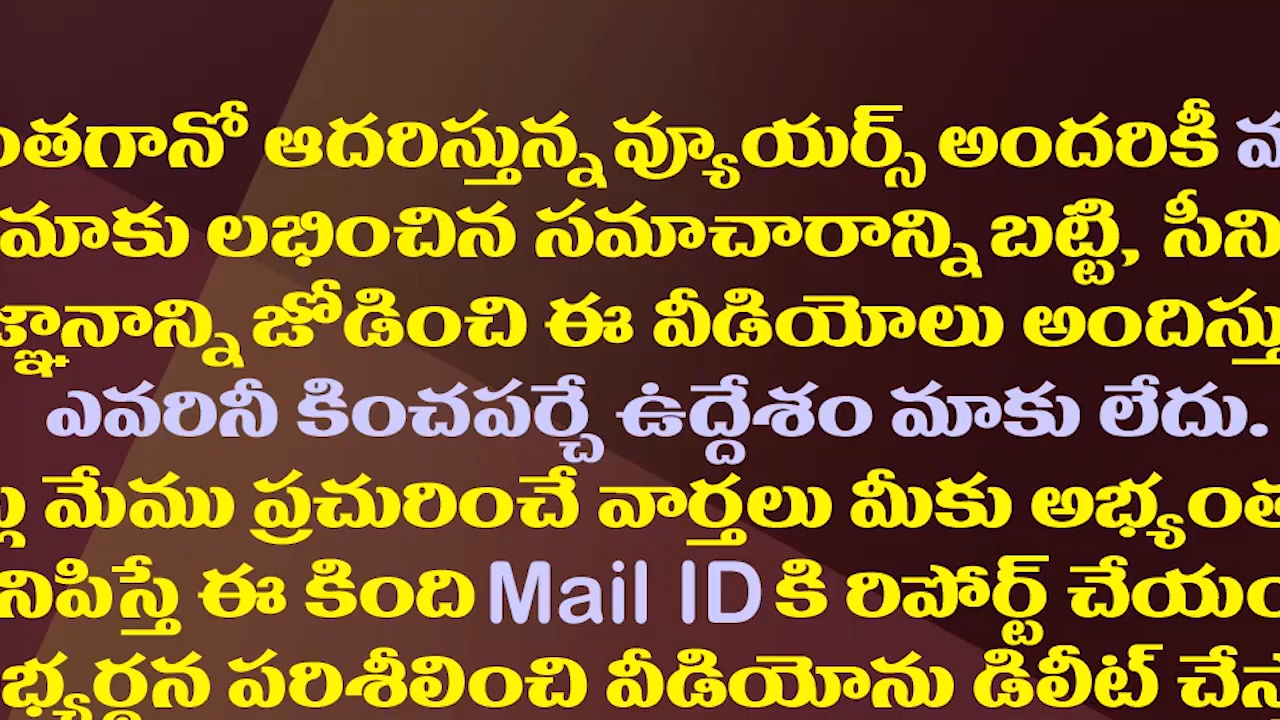 ంతగానో ఆదరిస్తున్న వ్యూయర్స్ అందరికీ
మాకు లభించిన సమాచారాన్ని బట్టి, సీని
జ్ఞానాన్ని జోడించి ఈ వీడియోలు అందిస్తు
ఎవరినీ కించపర్చే ఉద్దేశం మాకు లేదు.
మేము ప్రచురించే వార్తలు మీకు అభ్యంత
నిపిస్తే ఈ కింది Mail ID కి రిపోర్ట్ చేయం
భ్యర్థన పరిశీలించి వీడియోను డిలీట్ చేస